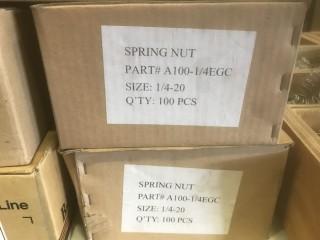 SPRING NUT
PART# A100-1/4EGC
SIZE: 1/4-20
Q'TY: 100 PCS
SPRING NUT
PART# A100-1/4EGC
SIZE: 1/4-20
Q'TY: 100 PCS
Line